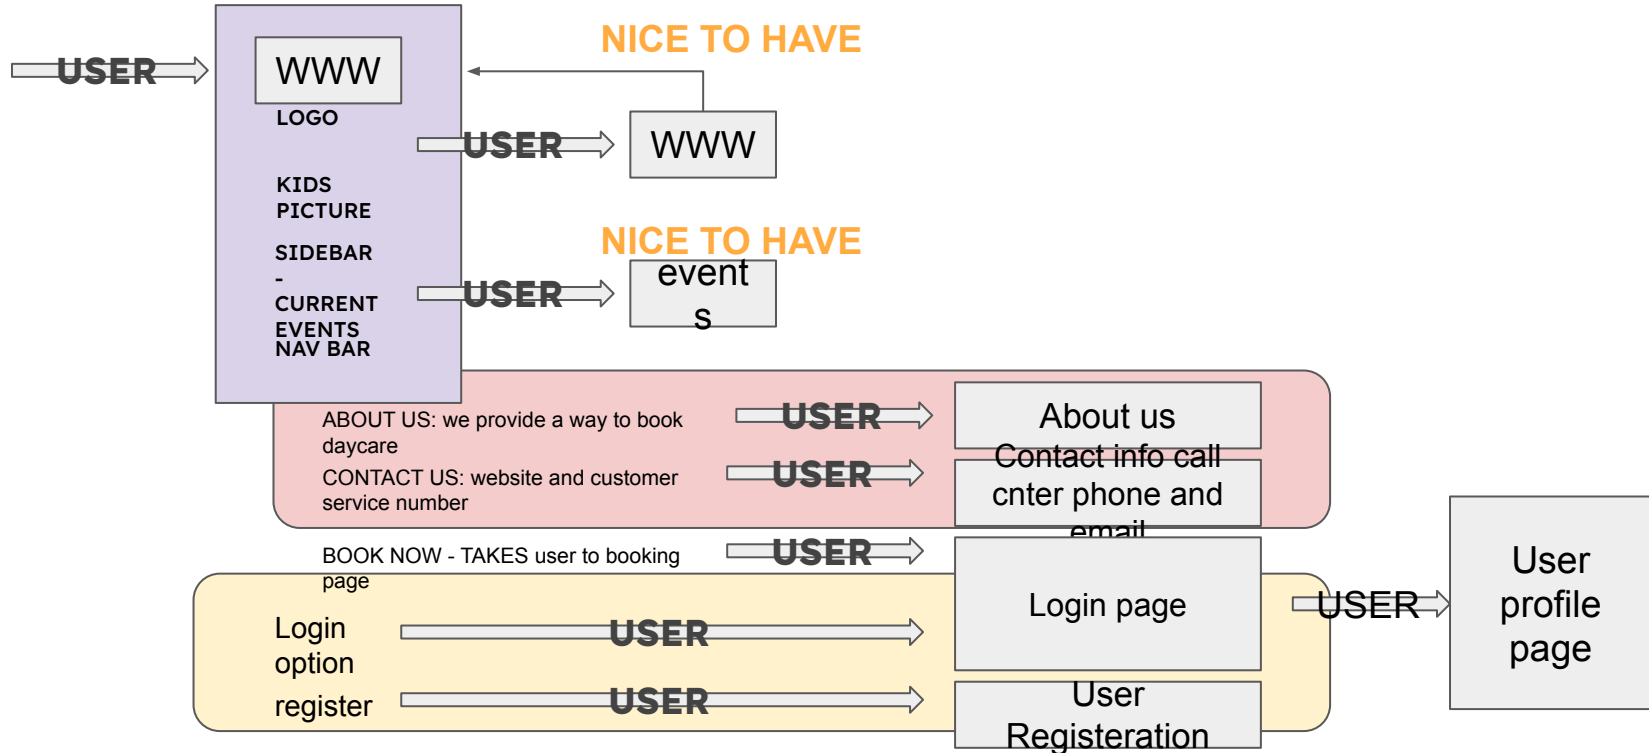 NICE TO HAVE
USER
WWW
LOGO
USER
WWW
KIDS
PICTURE
NICE TO HAVE
SIDEBAR
-
CURRENT
EVENTS
NAV BAR
USER
event
s
ABOUT US: we provide a way to book
daycare
USER
About us
CONTACT US: website and customer
service number
USER
Contact info call
cnter phone and
email
BOOK NOW - TAKES user to booking
page
USER
Login page
USER
User
profile
page
Login
option
USER
register
USER
User
Registeration